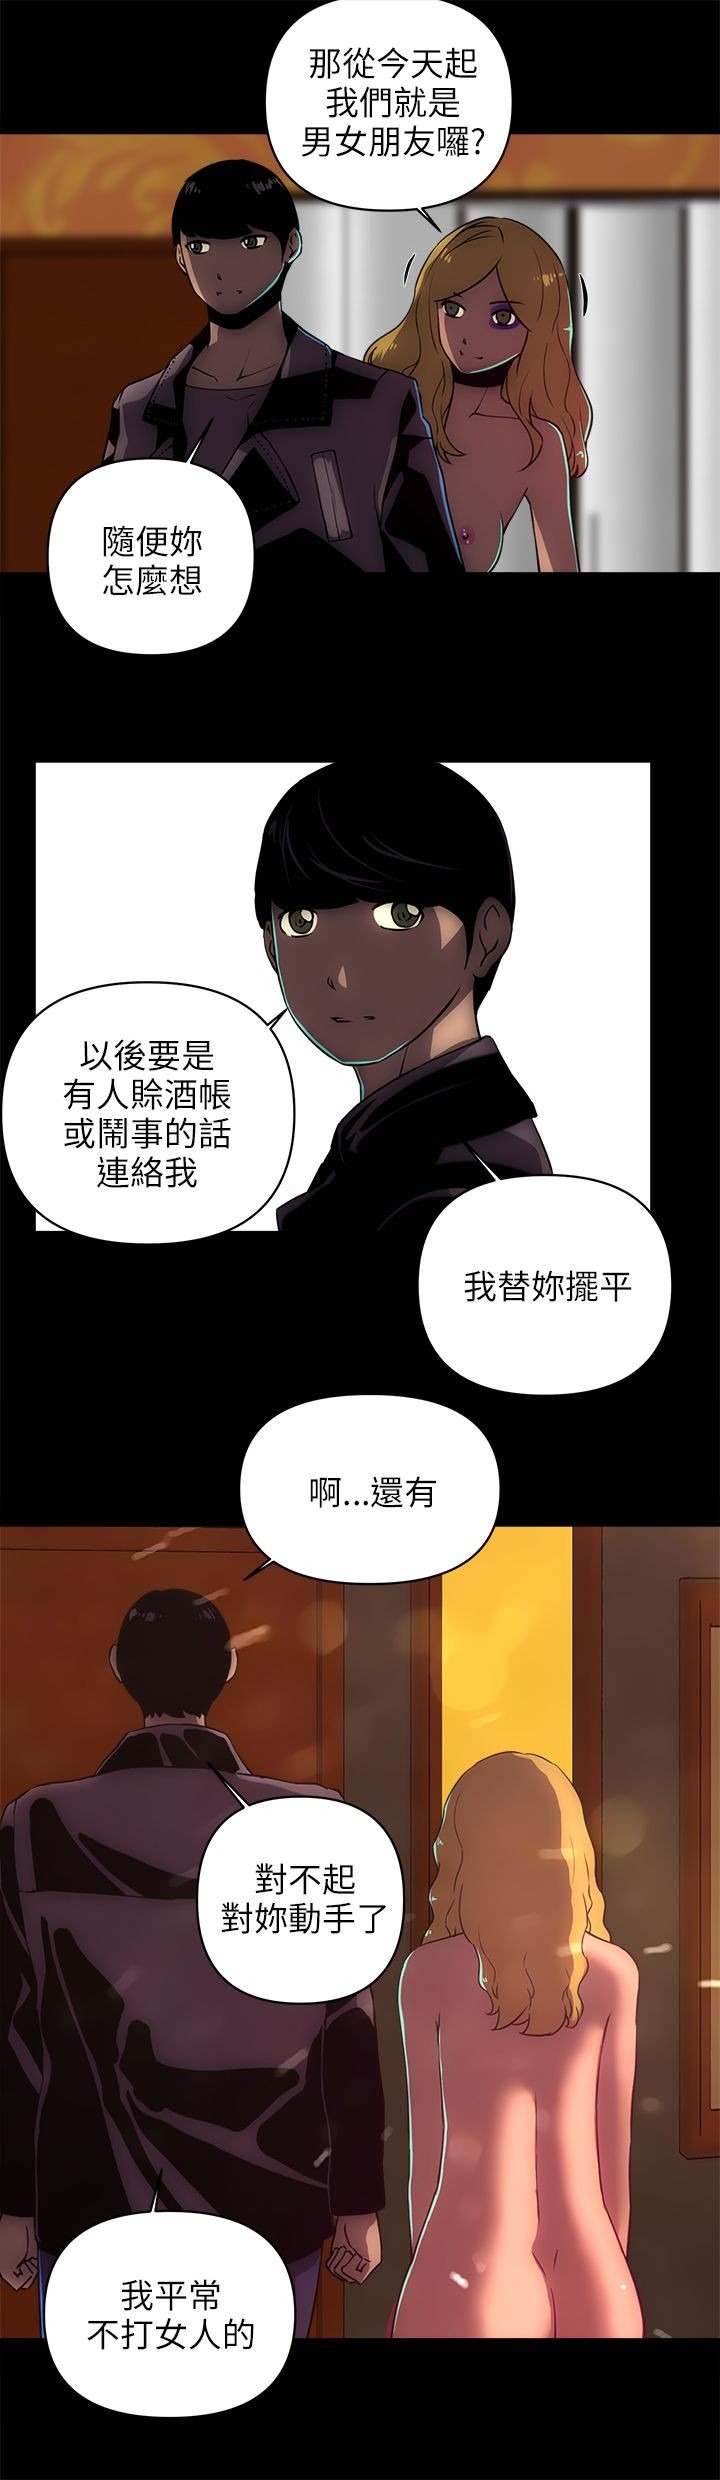 那從今天起
我們就是
男女朋友囉?
隨便妳
怎麼想
以後要是
有人賒酒帳
或鬧事的話
連絡我
我替妳擺平
啊...還有
對不起
對妳動手了
我平常
不打女人的